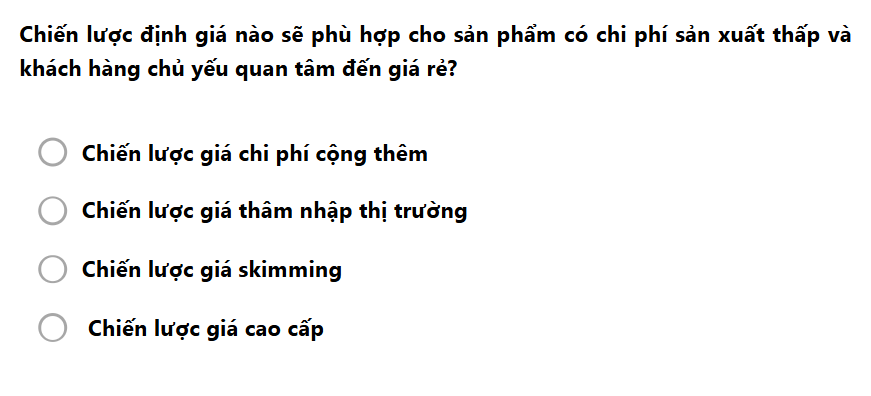 Chiến lược định giá nào sẽ phù hợp cho sản phẩm có chi phí sản xuất thấp và
khách hàng chủ yếu quan tâm đến giá rẻ?
Chiến lược giá chi phí cộng thêm
Chiến lược giá thâm nhập thị trường
Chiến lược giá skimming
Chiến lược giá cao cấp